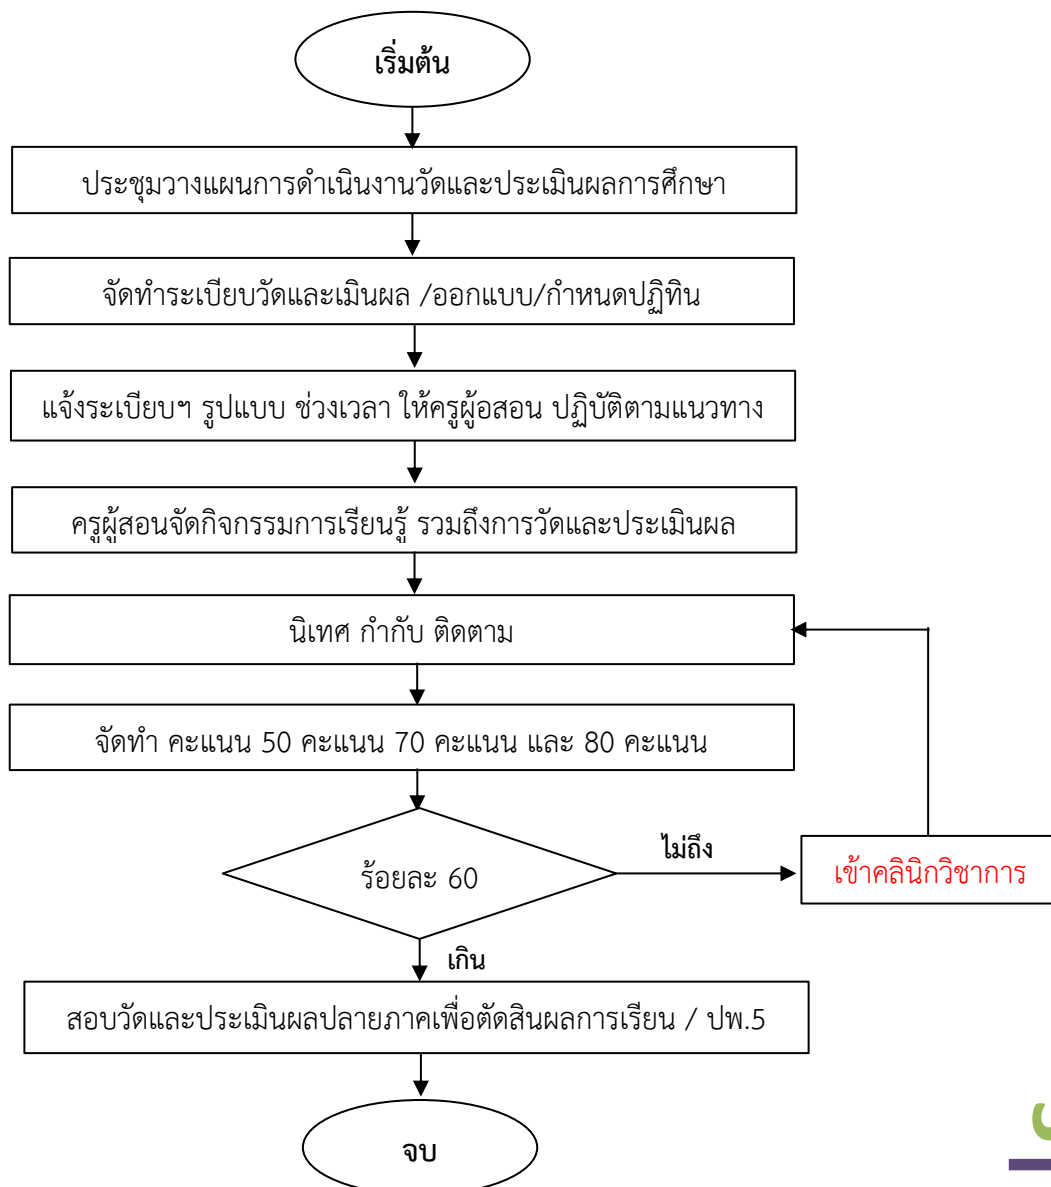 เริ่มต้น
ประชุมวางแผนการดำเนินงานวัดและประเมินผลการศึกษา
จัดทำระเบียบวัดและเมินผล /ออกแบบ/กำหนดปฏิทิน
แจ้งระเบียบฯ รูปแบบ ช่วงเวลา ให้ครูผู้อสอน ปฏิบัติตามแนวทาง
ครูผู้สอนจัดกิจกรรมการเรียนรู้ รวมถึงการวัดและประเมินผล
นิเทศ กำกับ ติดตาม
จัดทำ คะแนน 50 คะแนน 70 คะแนน และ 80 คะแนน
ร้อยละ 60
ไม่ถึง
เข้าคลินิกวิชาการ
เกิน
สอบวัดและประเมินผลปลายภาคเพื่อตัดสินผลการเรียน / ปพ.5
จบ